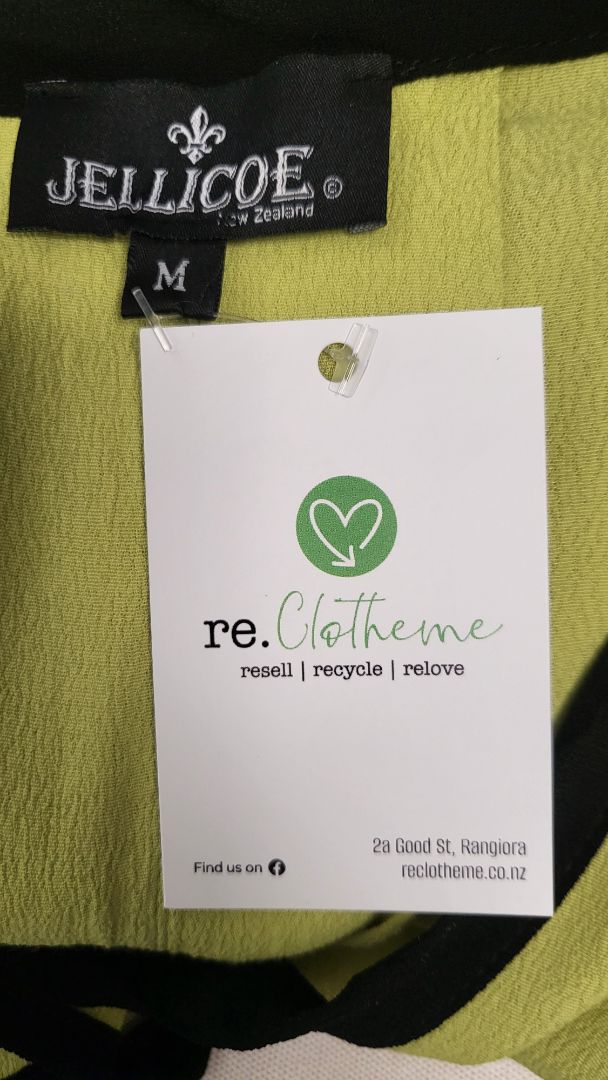 JELLICOE ©
New Zealand
M
re.Clotheme
resell | recycle | relove
2a Good St, Rangiora
Find us on
reclotheme.co.nz